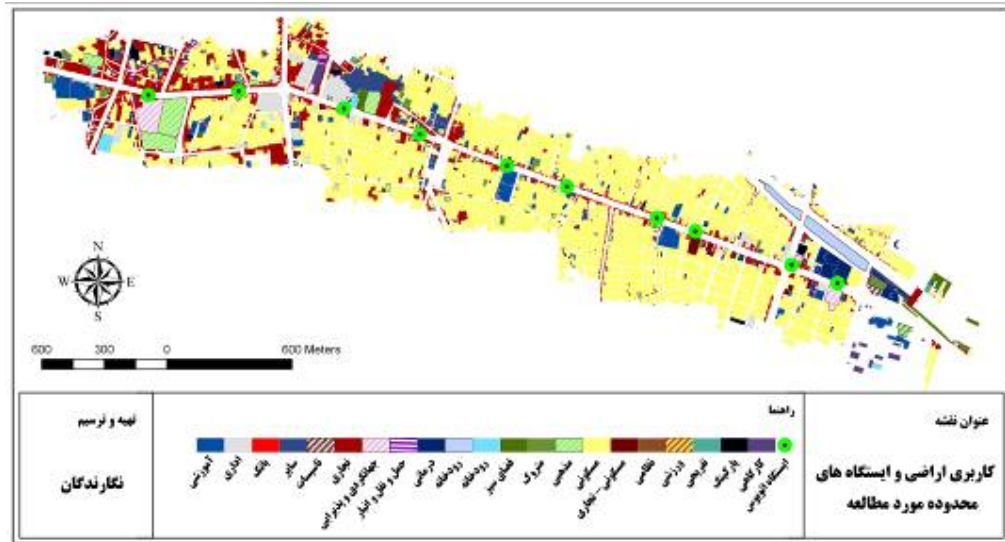 N
W E
S
600 300 0 600 Meters
راهنما
عنوان نقشه
کاربری اراضی و ایستگاه های
محدوده مورد مطالعه
ایستگاه اتوبوس
کارگاهی
پارکینگ
تفریحی
ورزشی
نظامی
مسکونی - تجاری
مسکونی
مذهبی
متروک
فضای سبز
رودخانه
رودخانه
درمانی
حمل و نقل و انبار
جهانگردی و پذیرایی
تجاری
تاسیسات
سایر
بانک
اداری
آموزشی
تهیه و ترسیم
نگارندگان